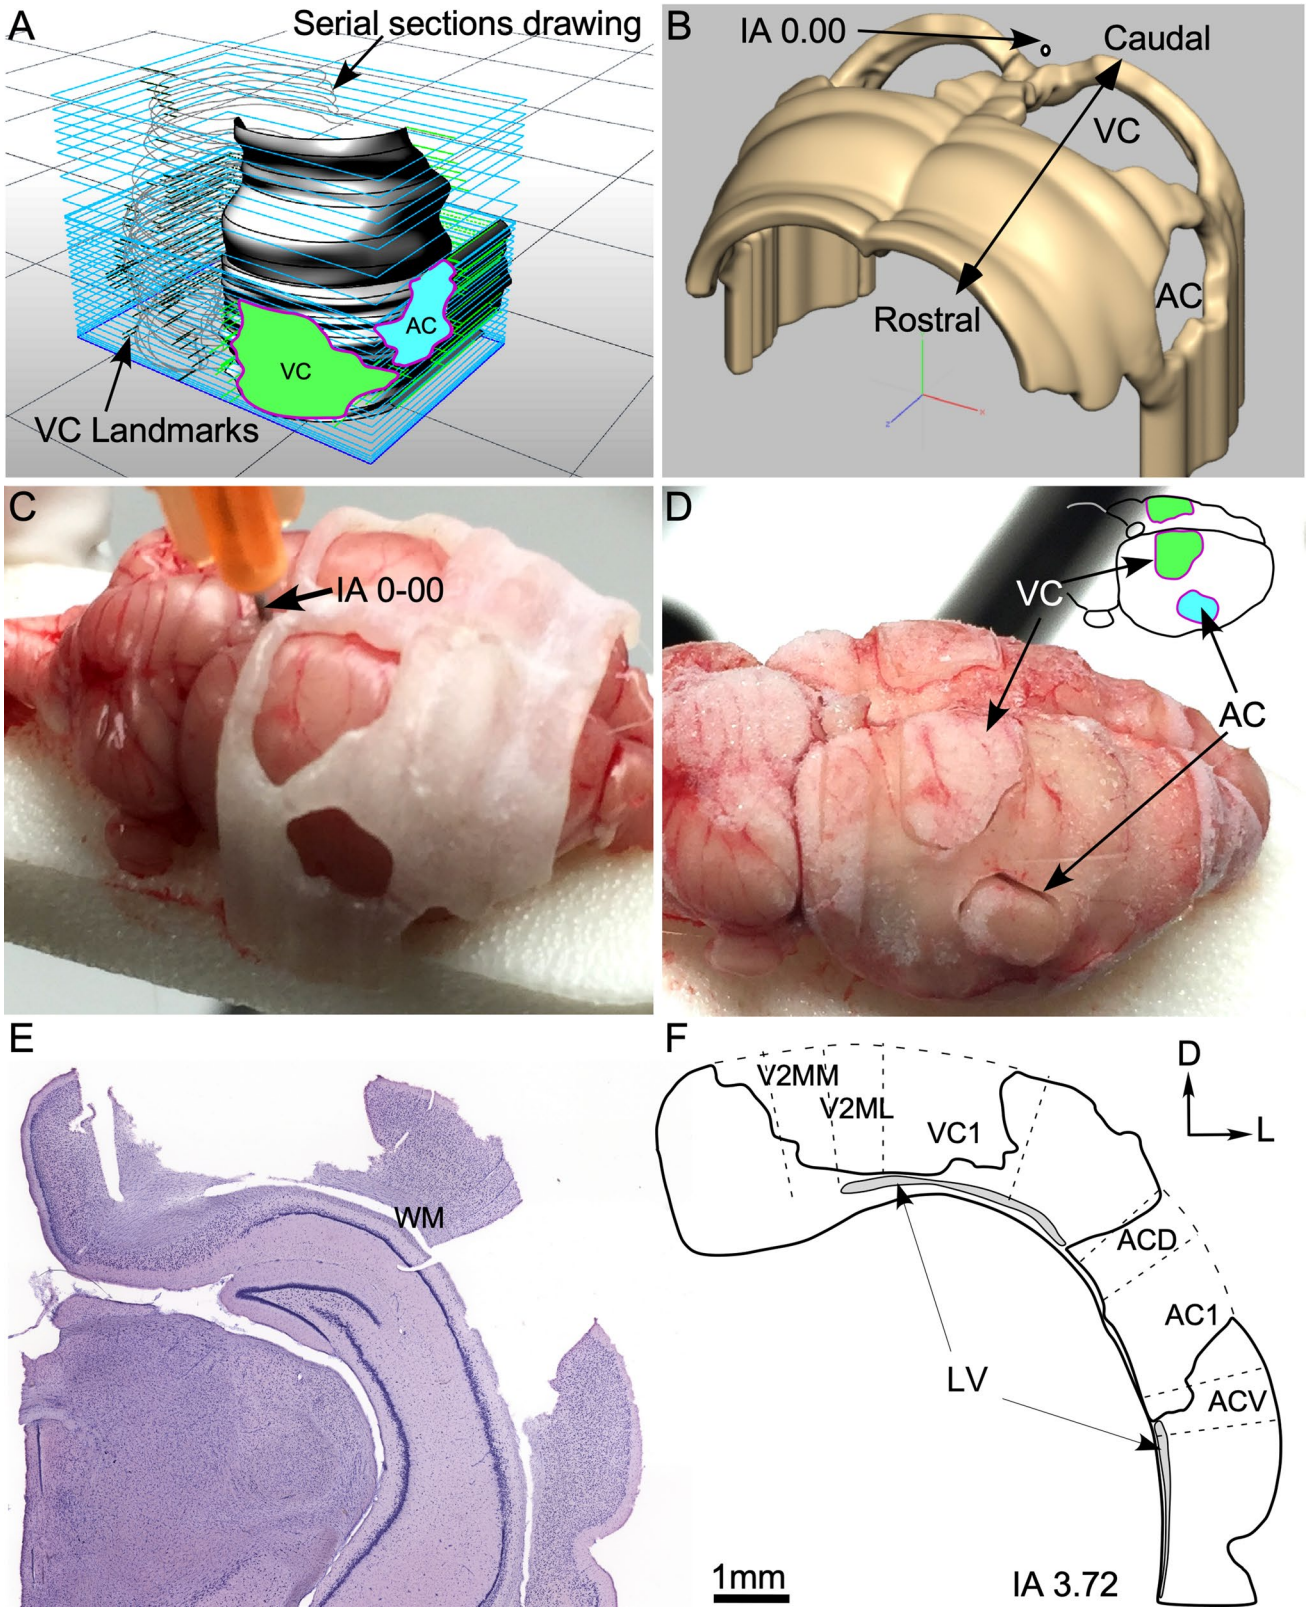 A
Serial sections drawing
VC
AC
VC Landmarks
B
IA 0.00
Caudal
VC
AC
Rostral
x
z
C
IA 0-00
D
VC
AC
E
WM
F
D
L
V2MM
V2ML
VC1
ACD
AC1
ACV
LV
1mm
IA 3.72